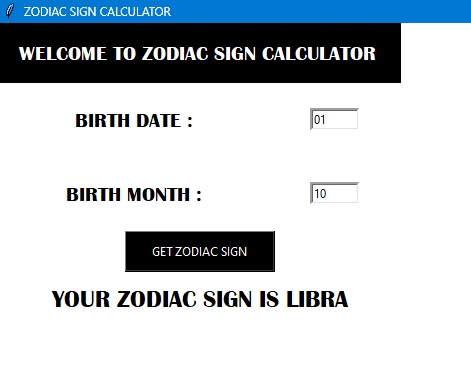 ZODIAC SIGN CALCULATOR
WELCOME TO ZODIAC SIGN CALCULATOR
BIRTH DATE : 01
BIRTH MONTH : 10
GET ZODIAC SIGN
YOUR ZODIAC SIGN IS LIBRA